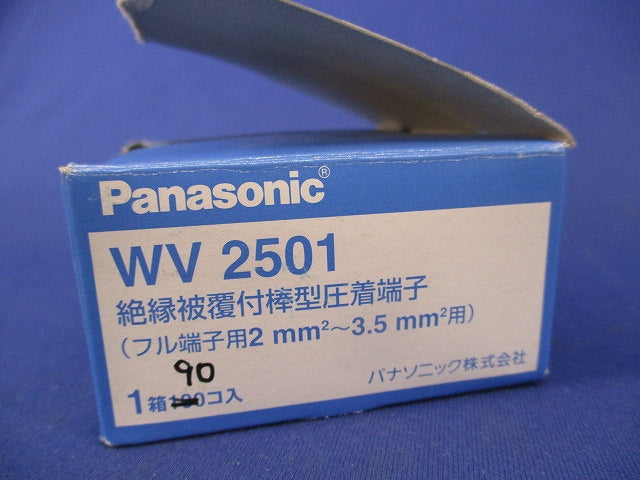 Panasonic®
WV 2501
絶縁被覆付棒型圧着端子
(フル端子用2 mm²～3.5 mm²用)
90
1箱100コ入
パナソニック株式会社